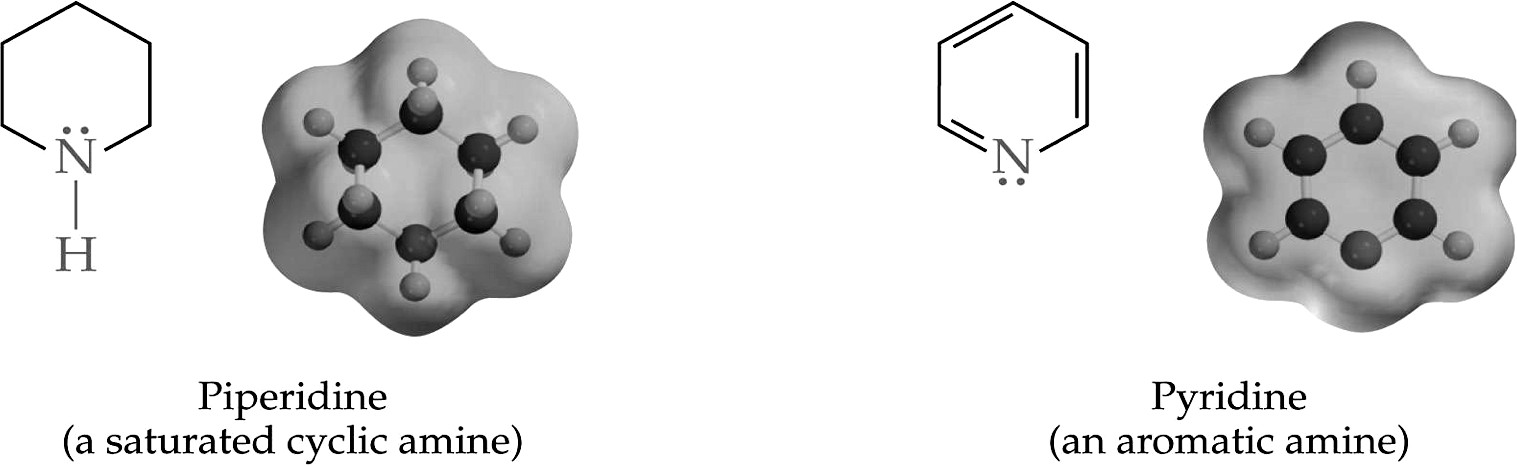 N
H
N
Piperidine
(a saturated cyclic amine)
Pyridine
(an aromatic amine)